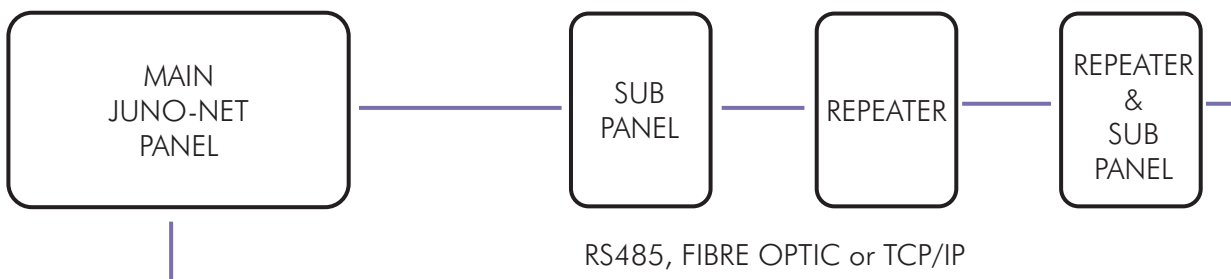 MAIN
JUNO-NET
PANEL
SUB
PANEL
REPEATER
REPEATER
&
SUB
PANEL
RS485, FIBRE OPTIC or TCP/IP